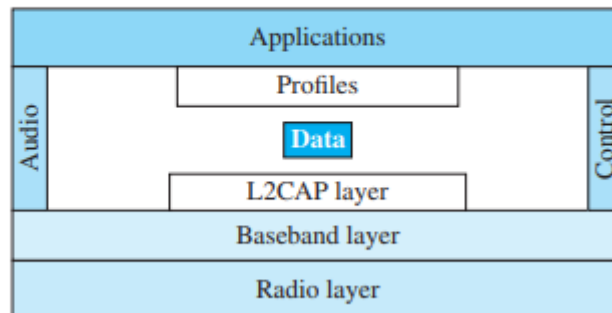 Applications
Profiles
Audio
Data
Control
L2CAP layer
Baseband layer
Radio layer